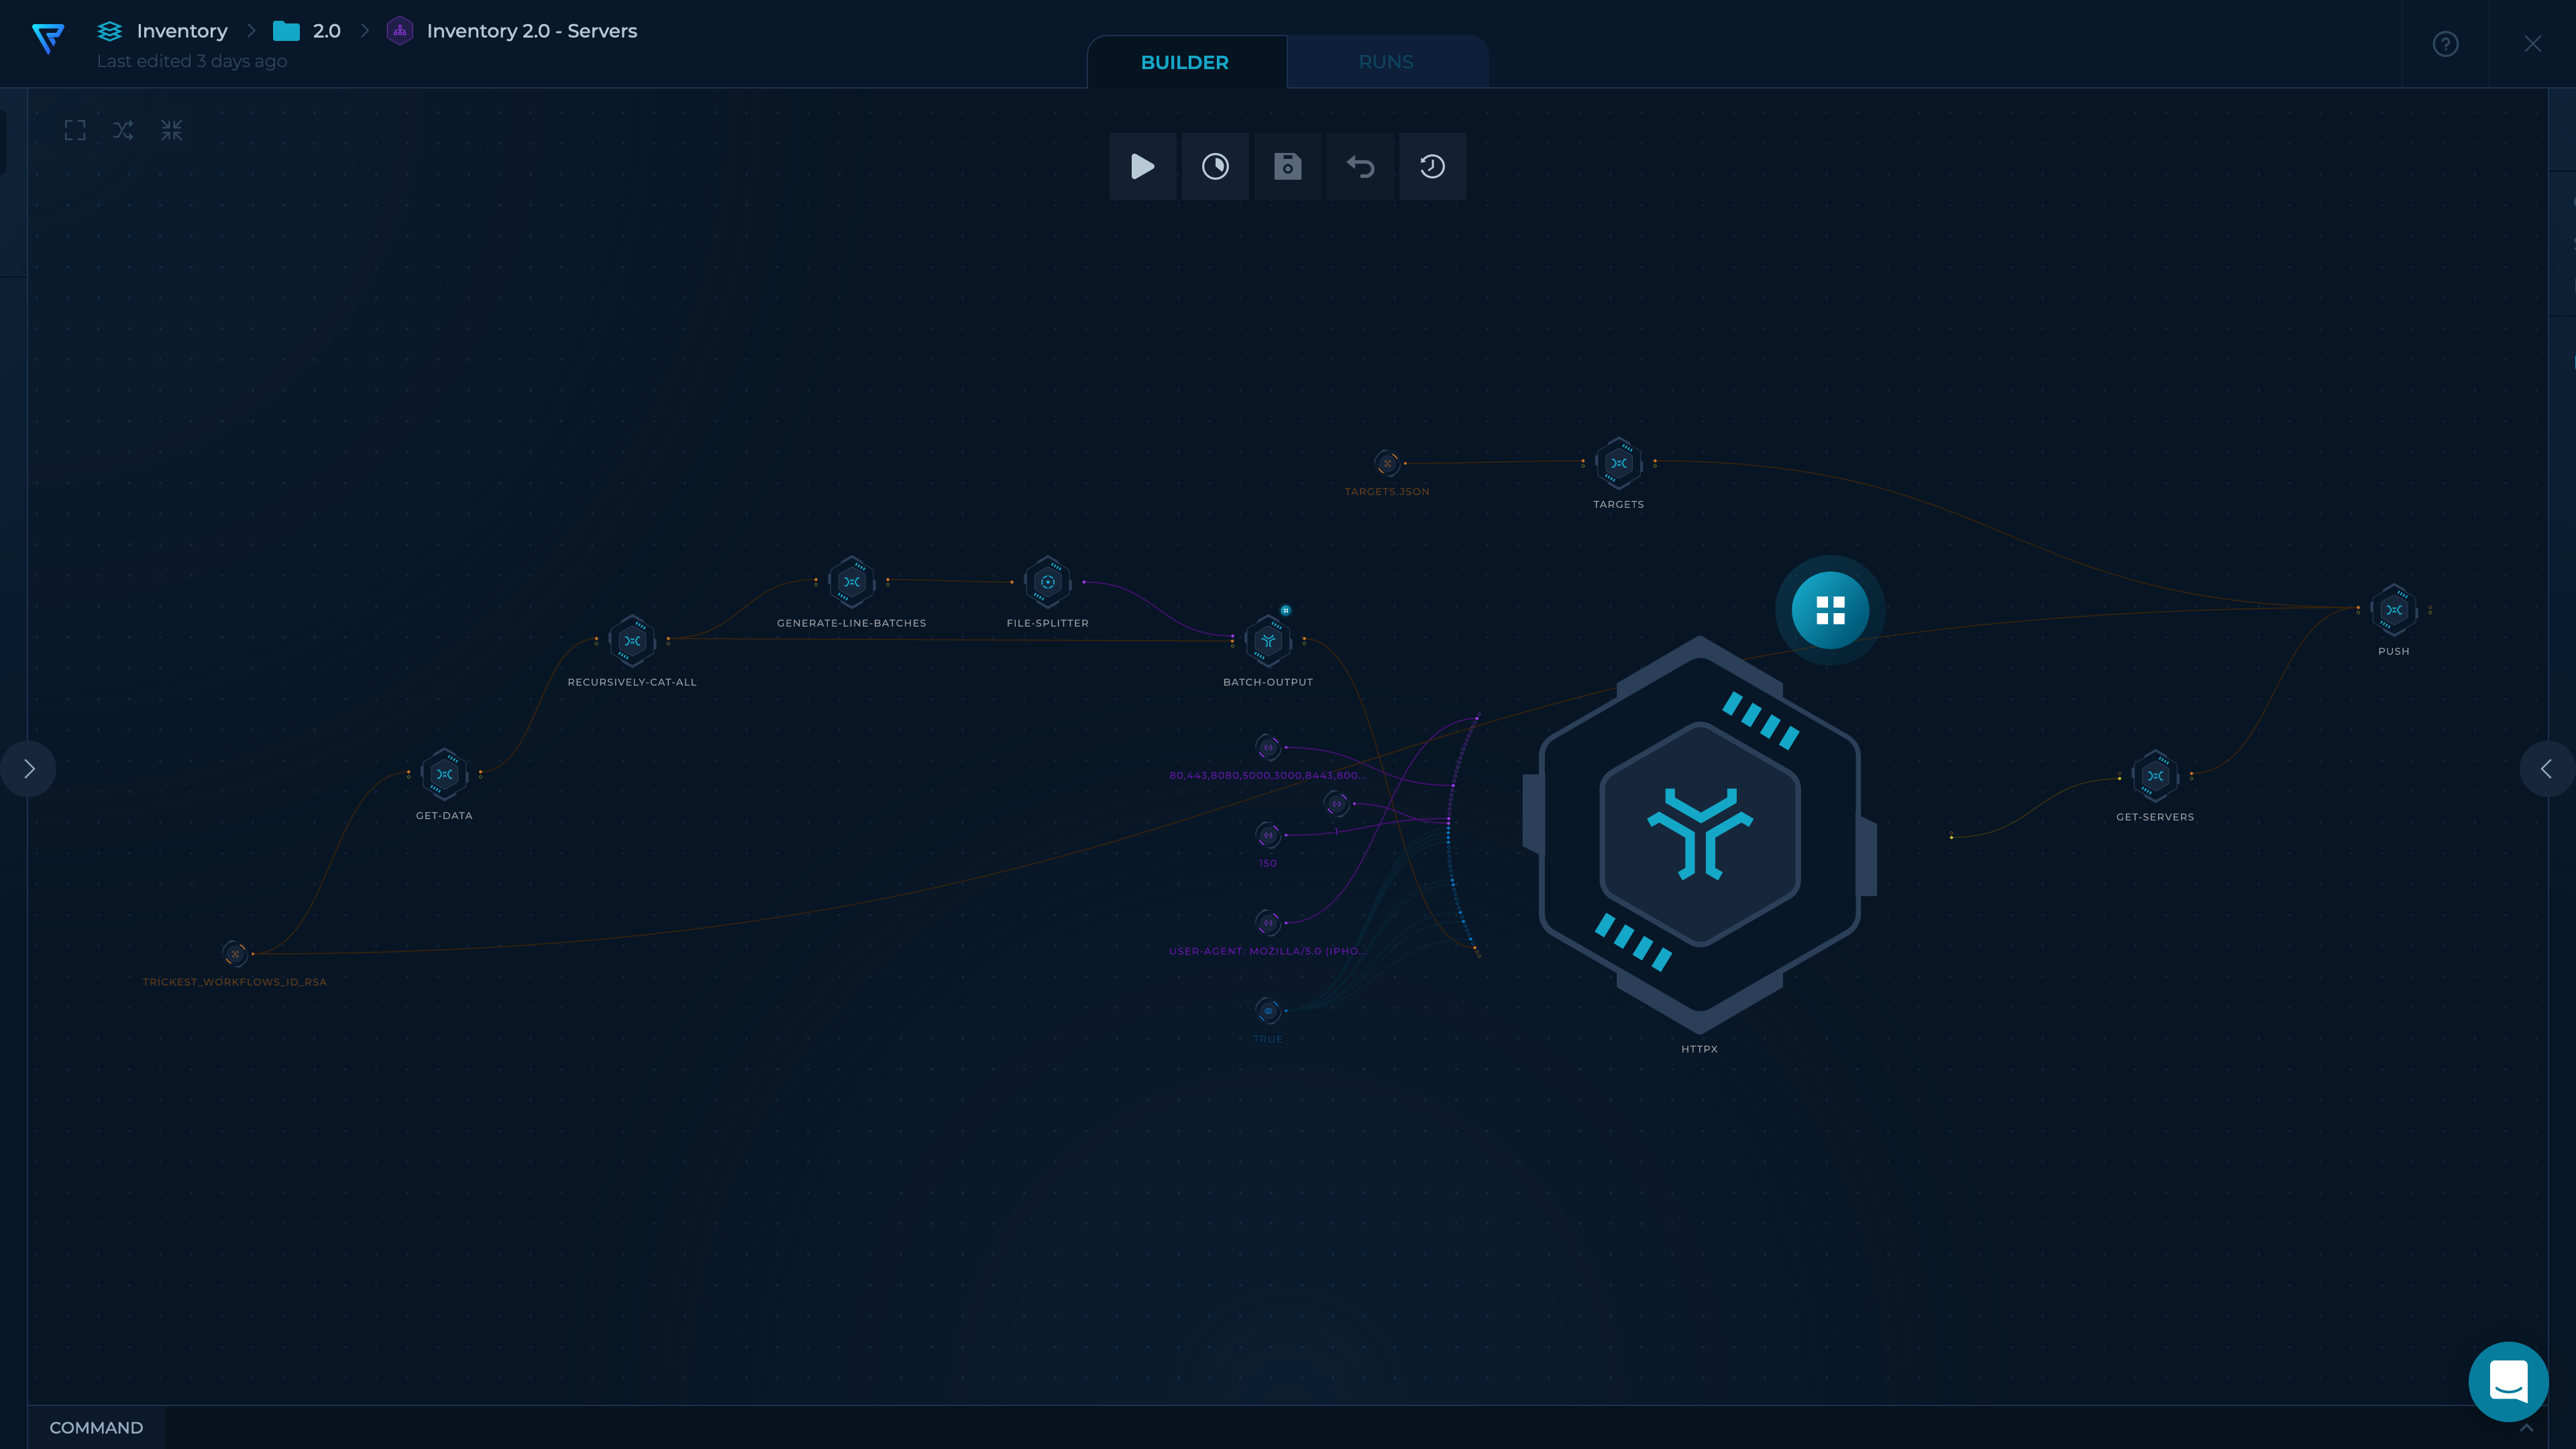 Inventory
2.0
Inventory 2.0 - Servers
Last edited 3 days ago
BUILDER
RUNS
TARGETS.JSON
TARGETS
GENERATE-LINE-BATCHES
FILE-SPLITTER
RECURSIVELY-CAT-ALL
BATCH-OUTPUT
PUSH
80,443,8080,5000,3000,8443,800...
GET-DATA
GET-SERVERS
1
150
USER-AGENT: MOZILLA/5.0 (IPHO...
TRICKEST_WORKFLOWS_ID_RSA
TRUE
HTTPX
COMMAND